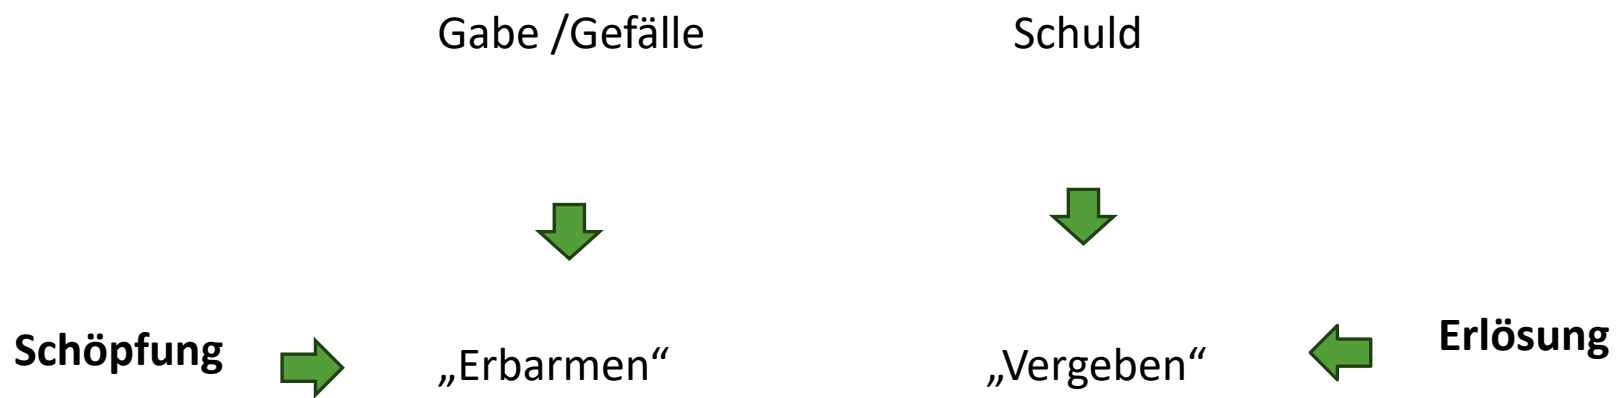 Gabe /Gefälle
Schuld
Schöpfung
„Erbarmen“
„Vergeben“
Erlösung